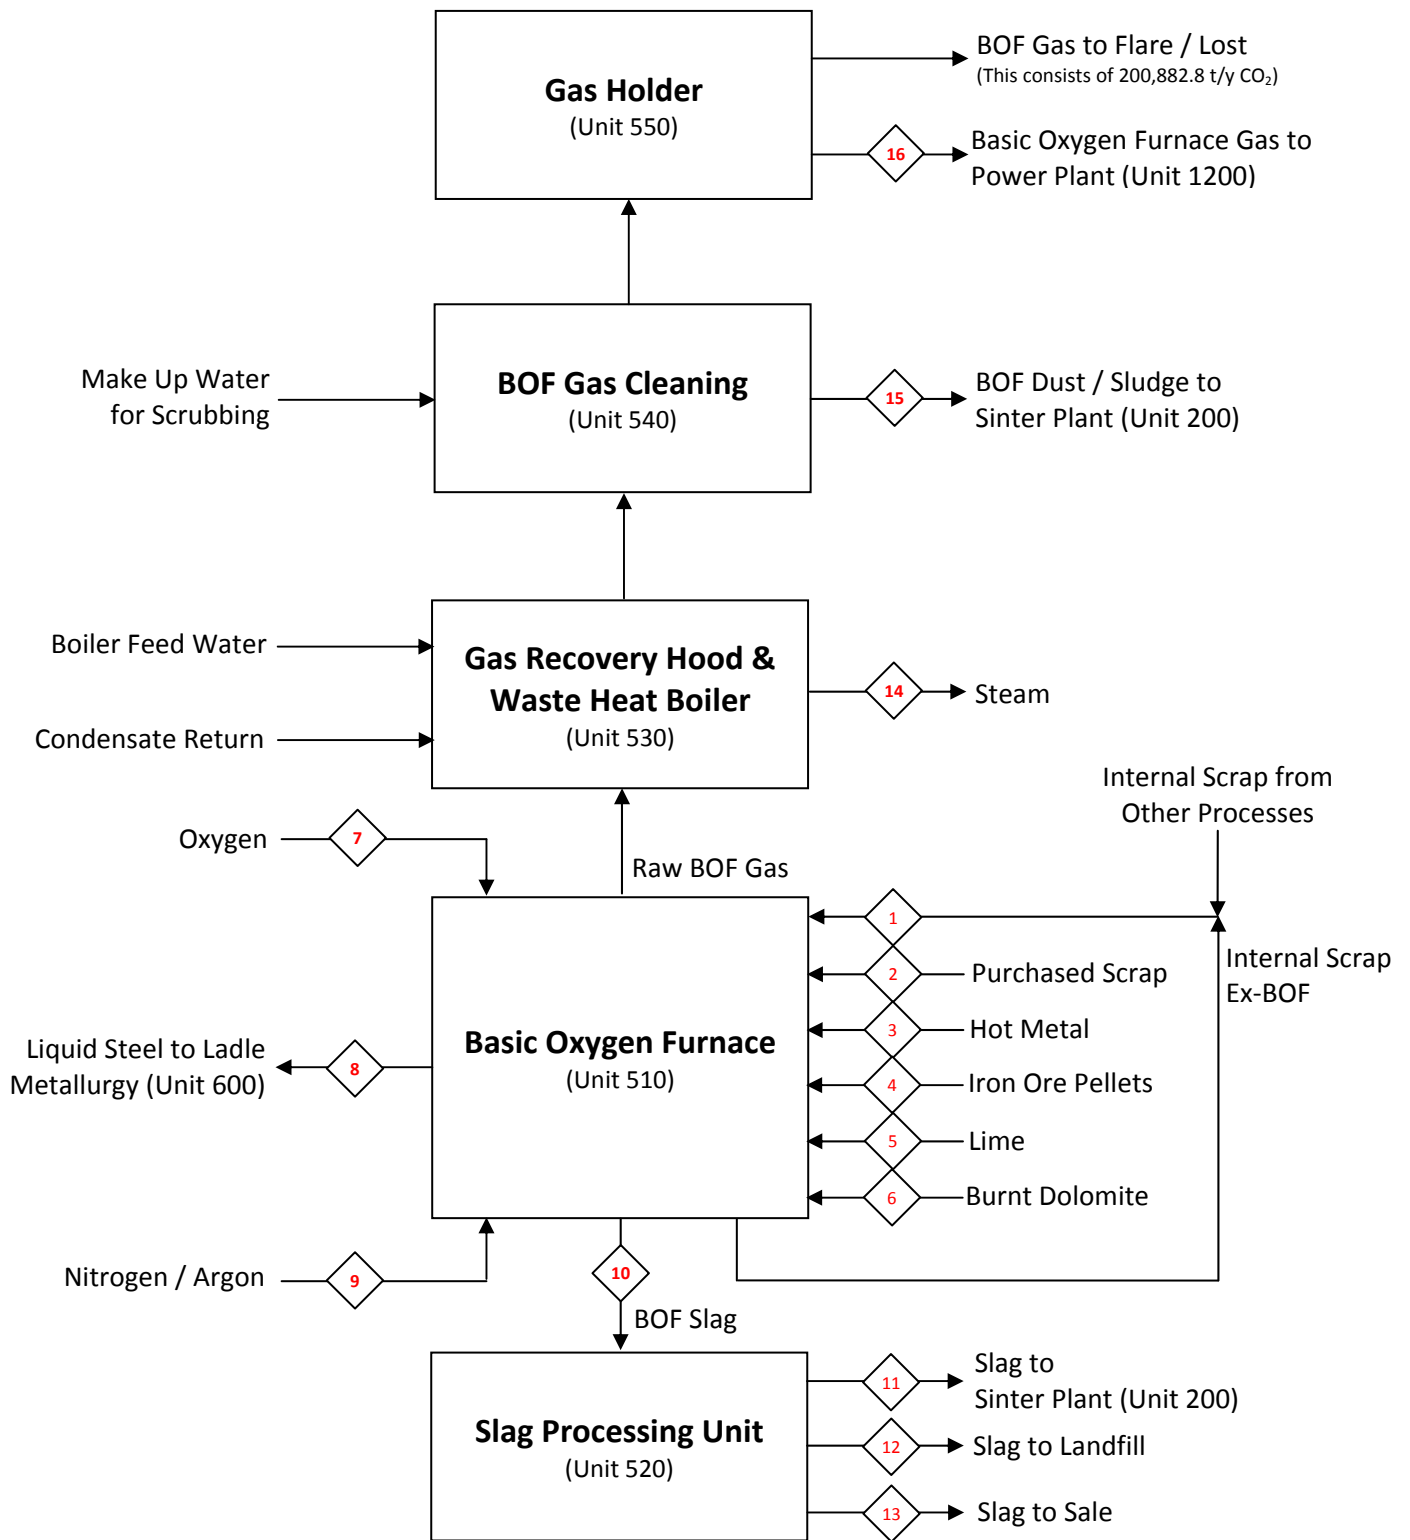 BOF Gas to Flare / Lost
(This consists of 200,882.8 t/y CO₂)
Gas Holder
(Unit 550)
16
Basic Oxygen Furnace Gas to
Power Plant (Unit 1200)
Make Up Water
for Scrubbing
BOF Gas Cleaning
(Unit 540)
15
BOF Dust / Sludge to
Sinter Plant (Unit 200)
Boiler Feed Water
Condensate Return
Gas Recovery Hood &
Waste Heat Boiler
(Unit 530)
14
Steam
Internal Scrap from
Other Processes
Oxygen
7
Raw BOF Gas
1
2
Purchased Scrap
Internal Scrap
Ex-BOF
3
Hot Metal
Basic Oxygen Furnace
(Unit 510)
Liquid Steel to Ladle
Metallurgy (Unit 600)
8
4
Iron Ore Pellets
5
Lime
6
Burnt Dolomite
Nitrogen / Argon
9
10
BOF Slag
Slag Processing Unit
(Unit 520)
11
Slag to
Sinter Plant (Unit 200)
12
Slag to Landfill
13
Slag to Sale